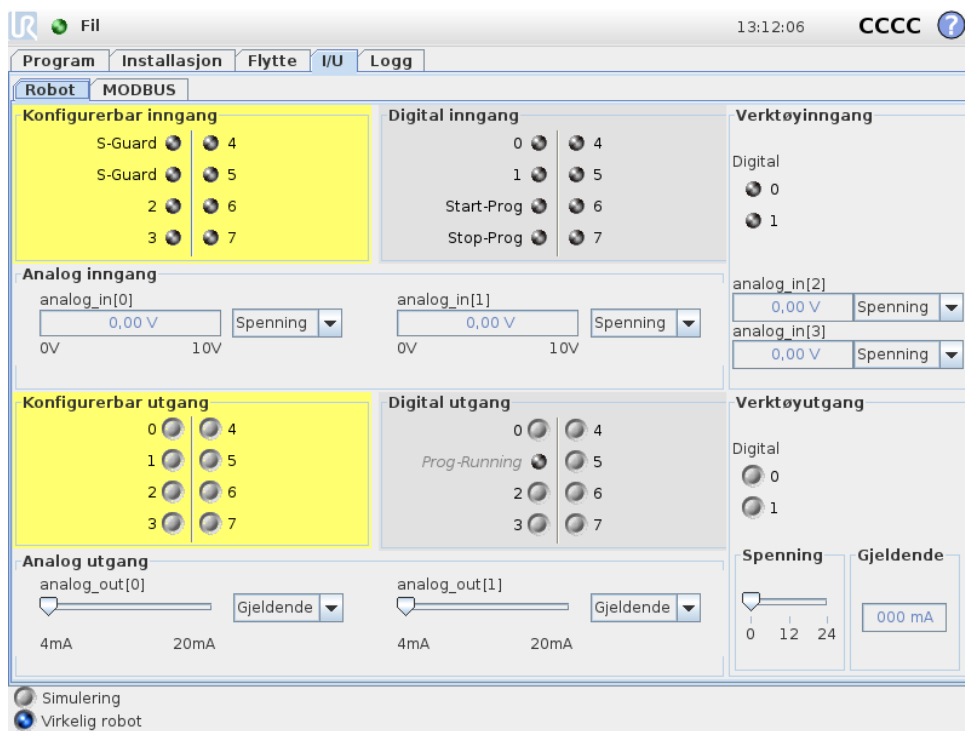 UR Fil 13:12:06 CCCC ?
Program Installasjon Flytte I/U Logg
Robot MODBUS
Konfigurerbar inngang
S-Guard 4
S-Guard 5
2 6
3 7
Digital inngang
0 4
1 5
Start-Prog 6
Stop-Prog 7
Verktøyinngang
Digital
0
1
analog_in[2]
0,00 V Spenning
analog_in[3]
0,00 V Spenning
Analog inngang
analog_in[0]
0,00 V Spenning
0V 10V
analog_in[1]
0,00 V Spenning
0V 10V
Konfigurerbar utgang
0 4
1 5
2 6
3 7
Digital utgang
0 4
Prog-Running 5
2 6
3 7
Verktøyutgang
Digital
0
1
Spenning
0 12 24
Gjeldende
000 mA
Analog utgang
analog_out[0]
Gjeldende
4mA 20mA
analog_out[1]
Gjeldende
4mA 20mA
Simulering
Virkelig robot